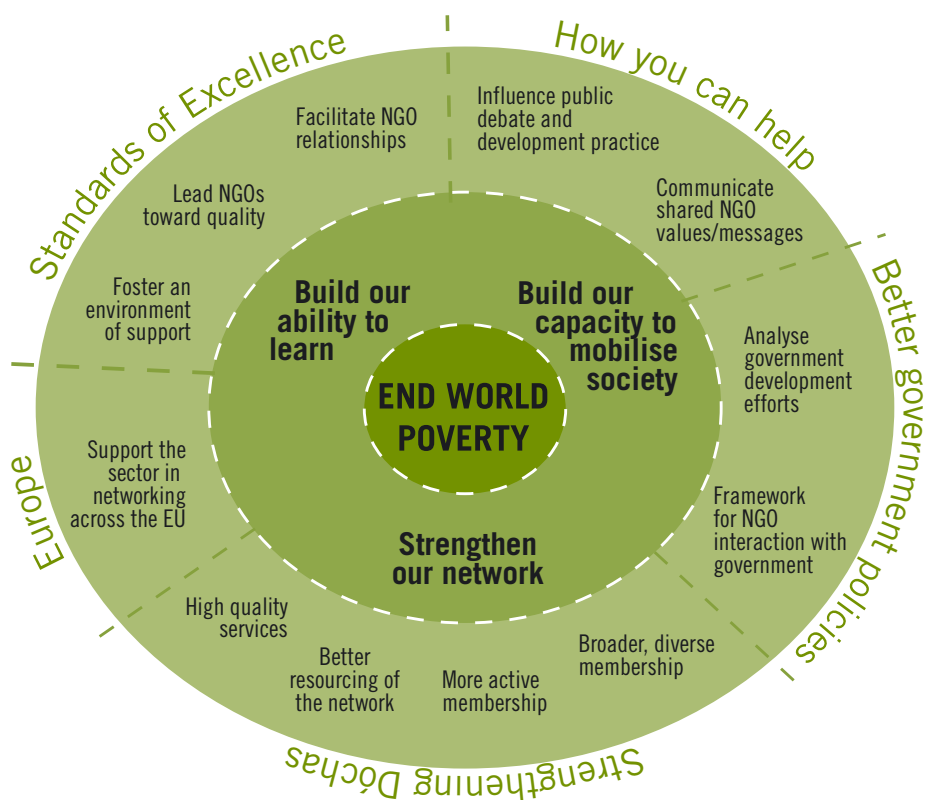 Standards of Excellence
How you can help
Better government policies
Strengthening Dóchas
Europe
Facilitate NGO
relationships
Lead NGOs
toward quality
Foster an
environment
of support
Influence public
debate and
development practice
Communicate
shared NGO
values/messages
Analyse
government
development
efforts
Framework
for NGO
interaction with
government
Broader, diverse
membership
More active
membership
Better
resourcing of
the network
High quality
services
Support the
sector in
networking
across the EU
Build our
ability to
learn
Build our
capacity to
mobilise
society
Strengthen
our network
END WORLD
POVERTY